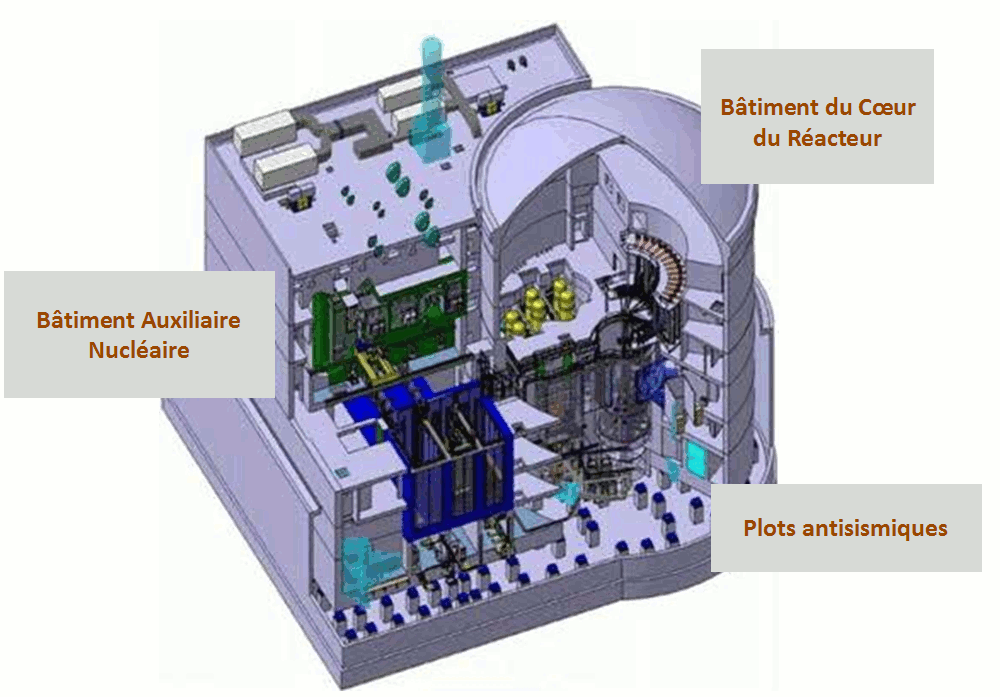 Bâtiment du Cœur
du Réacteur
Bâtiment Auxiliaire
Nucléaire
Plots antisismiques